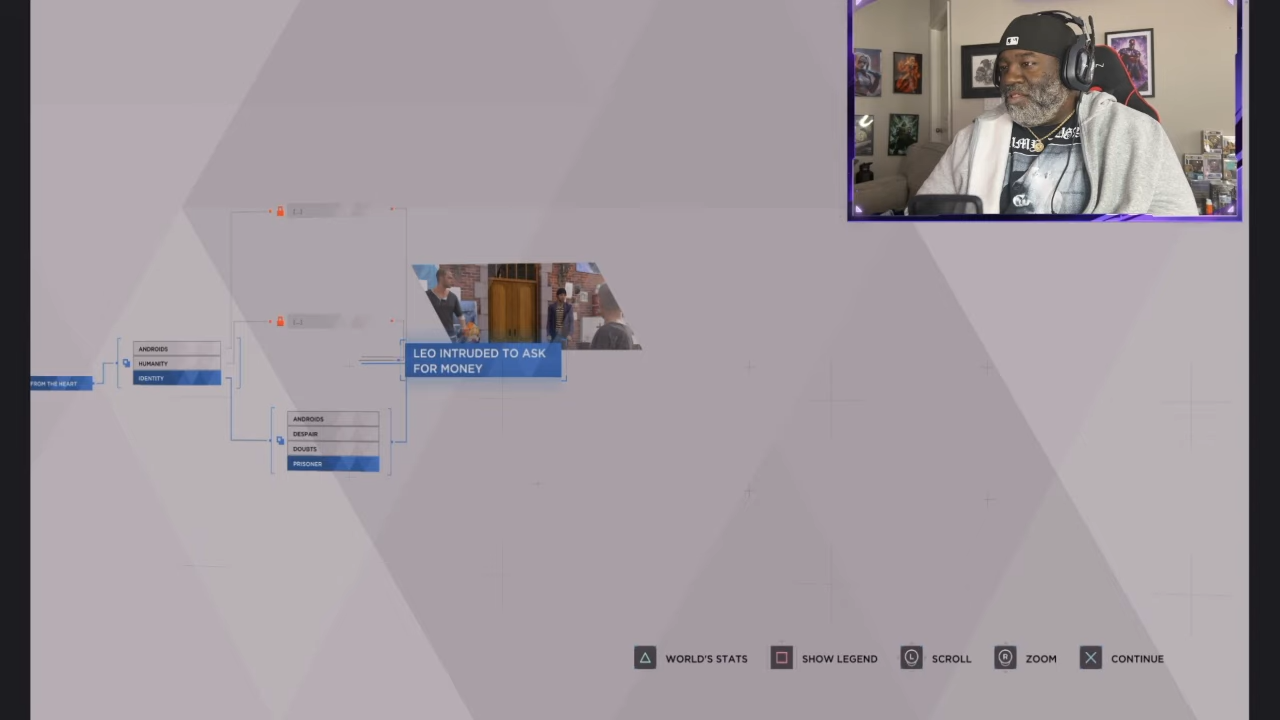 FROM THE HEART
ANDROIDS
HUMANITY
IDENTITY
ANDROIDS
DESPAIR
DOUBTS
PRISONER
LEO INTRUDED TO ASK
FOR MONEY
WORLD'S STATS
SHOW LEGEND
L
SCROLL
R
ZOOM
CONTINUE